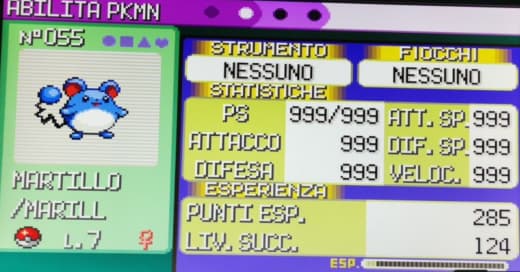 ABILITÀ PKMN
Nº055
MARTILLO
/MARILL
L.7 ♀
STRUMENTO
NESSUNO
FIOCCHI
NESSUNO
STATISTICHE
PS 999/999 ATT. SP. 999
ATTACCO 999 DIF. SP. 999
DIFESA 999 VELOC. 999
ESPERIENZA
PUNTI ESP. 285
LIV. SUCC. 124
ESP.